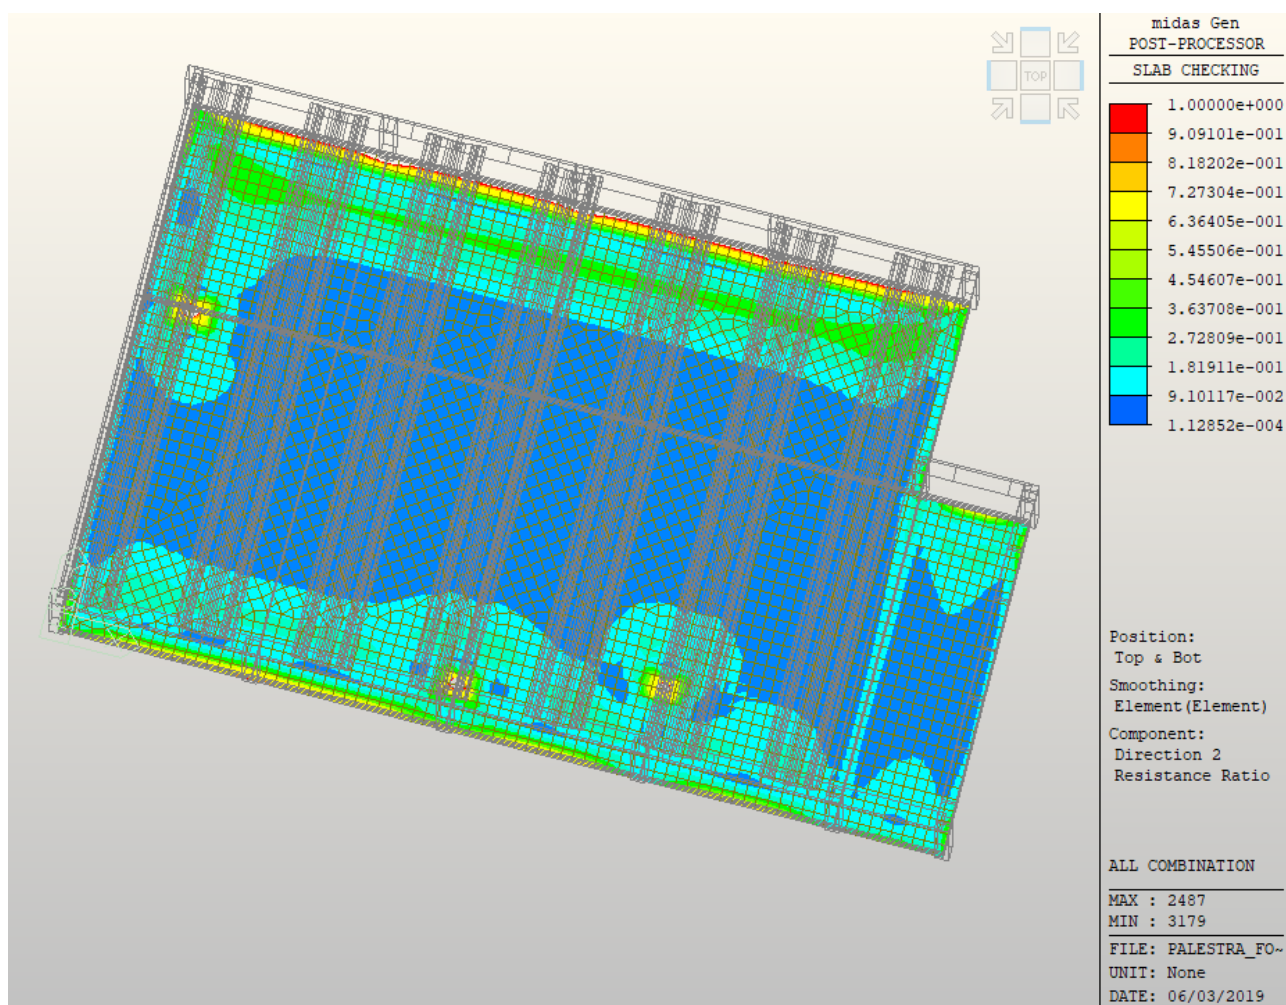 midas Gen
POST-PROCESSOR
SLAB CHECKING
1.00000e+000
9.09101e-001
8.18202e-001
7.27304e-001
6.36405e-001
5.45506e-001
4.54607e-001
3.63708e-001
2.72809e-001
1.81911e-001
9.10117e-002
1.12852e-004
TOP
Position:
Top & Bot
Smoothing:
Element(Element)
Component:
Direction 2
Resistance Ratio
ALL COMBINATION
MAX : 2487
MIN : 3179
FILE: PALESTRA_FO~
UNIT: None
DATE: 06/03/2019